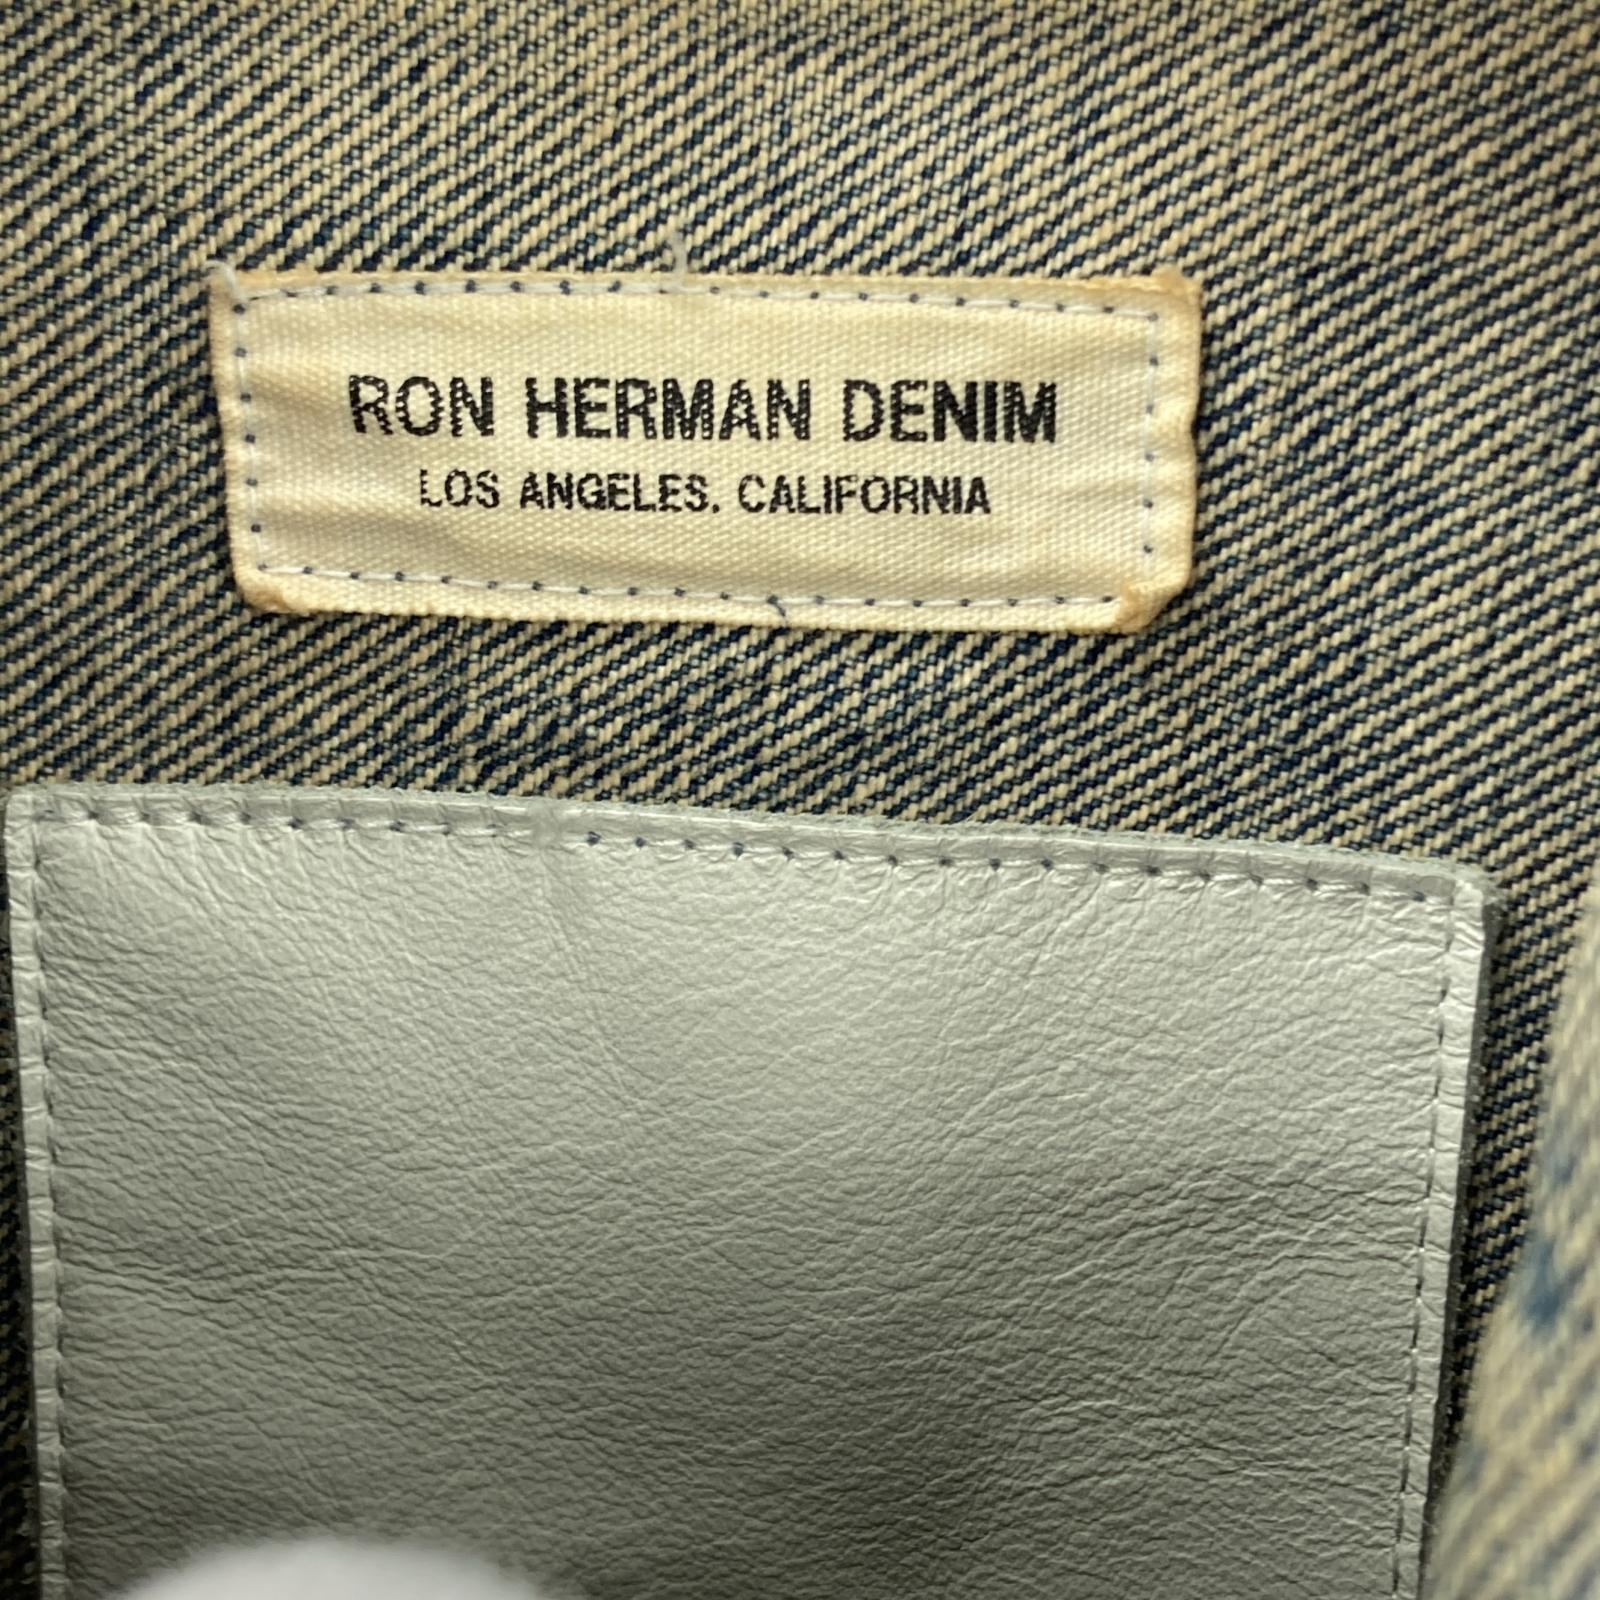 RON HERMAN DENIM
LOS ANGELES. CALIFORNIA